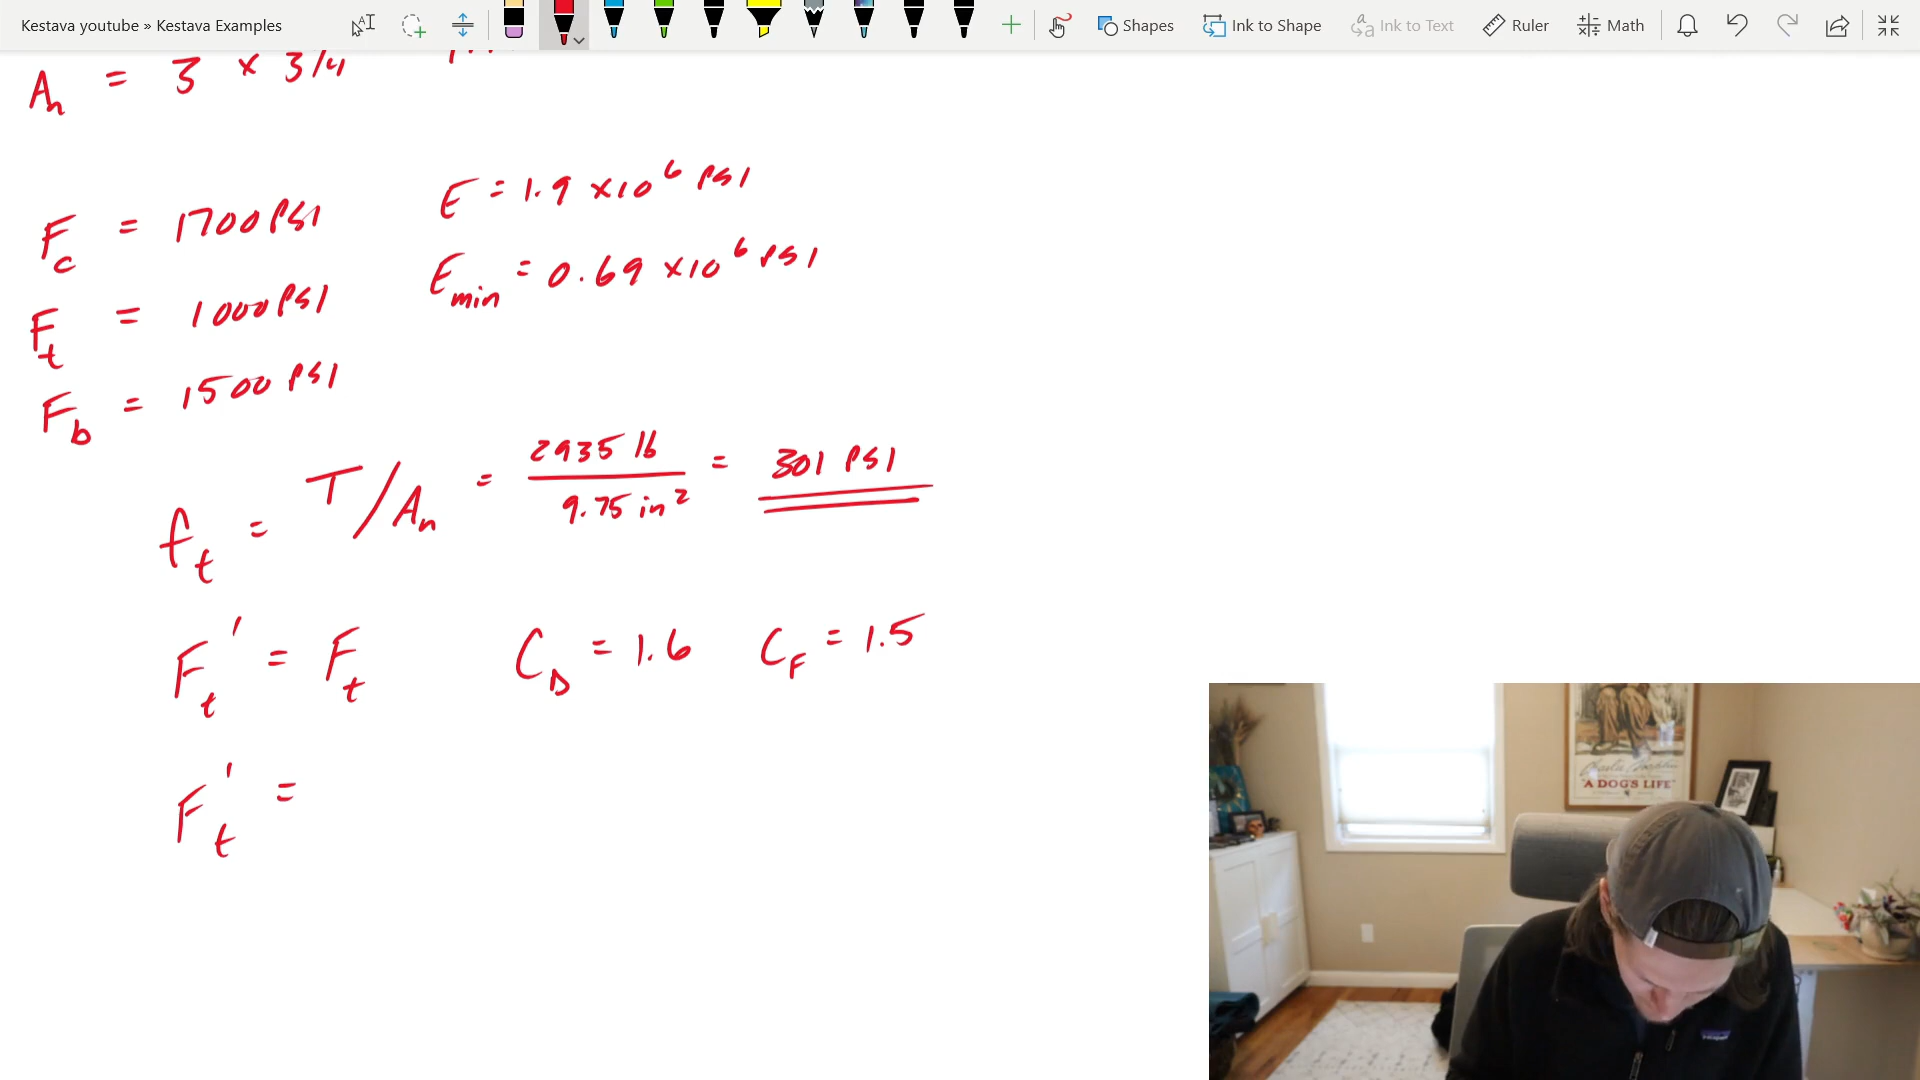 Kestava youtube » Kestava Examples
Shapes Ink to Shape Ink to Text Ruler Math
An = 3 × 3/4
Fc = 1700 PSI
E = 1.9 × 10^6 PSI
Ft = 1000 PSI
Emin = 0.69 × 10^6 PSI
Fb = 1500 PSI
ft = T/An = 2935 lb / 9.75 in² = 301 PSI
Ft' = Ft CD = 1.6 CF = 1.5
Ft' =
"A DOG'S LIFE"